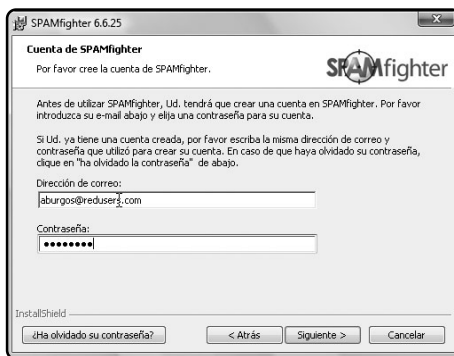 SPAMfighter 6.6.25
Cuenta de SPAMfighter
Por favor cree la cuenta de SPAMfighter.
SPAMfighter
Antes de utilizar SPAMfighter, Ud. tendrá que crear una cuenta en SPAMfighter. Por favor
introduzca su e-mail abajo y elija una contraseña para su cuenta.
Si Ud. ya tiene una cuenta creada, por favor escriba la misma dirección de correo y
contraseña que utilizó para crear su cuenta. En caso de que haya olvidado su contraseña,
clique en "ha olvidado la contraseña" de abajo.
Dirección de correo:
aburgos@redusers.com
Contraseña:
●●●●●●●●
InstallShield
¿Ha olvidado su contraseña?
< Atrás
Siguiente >
Cancelar